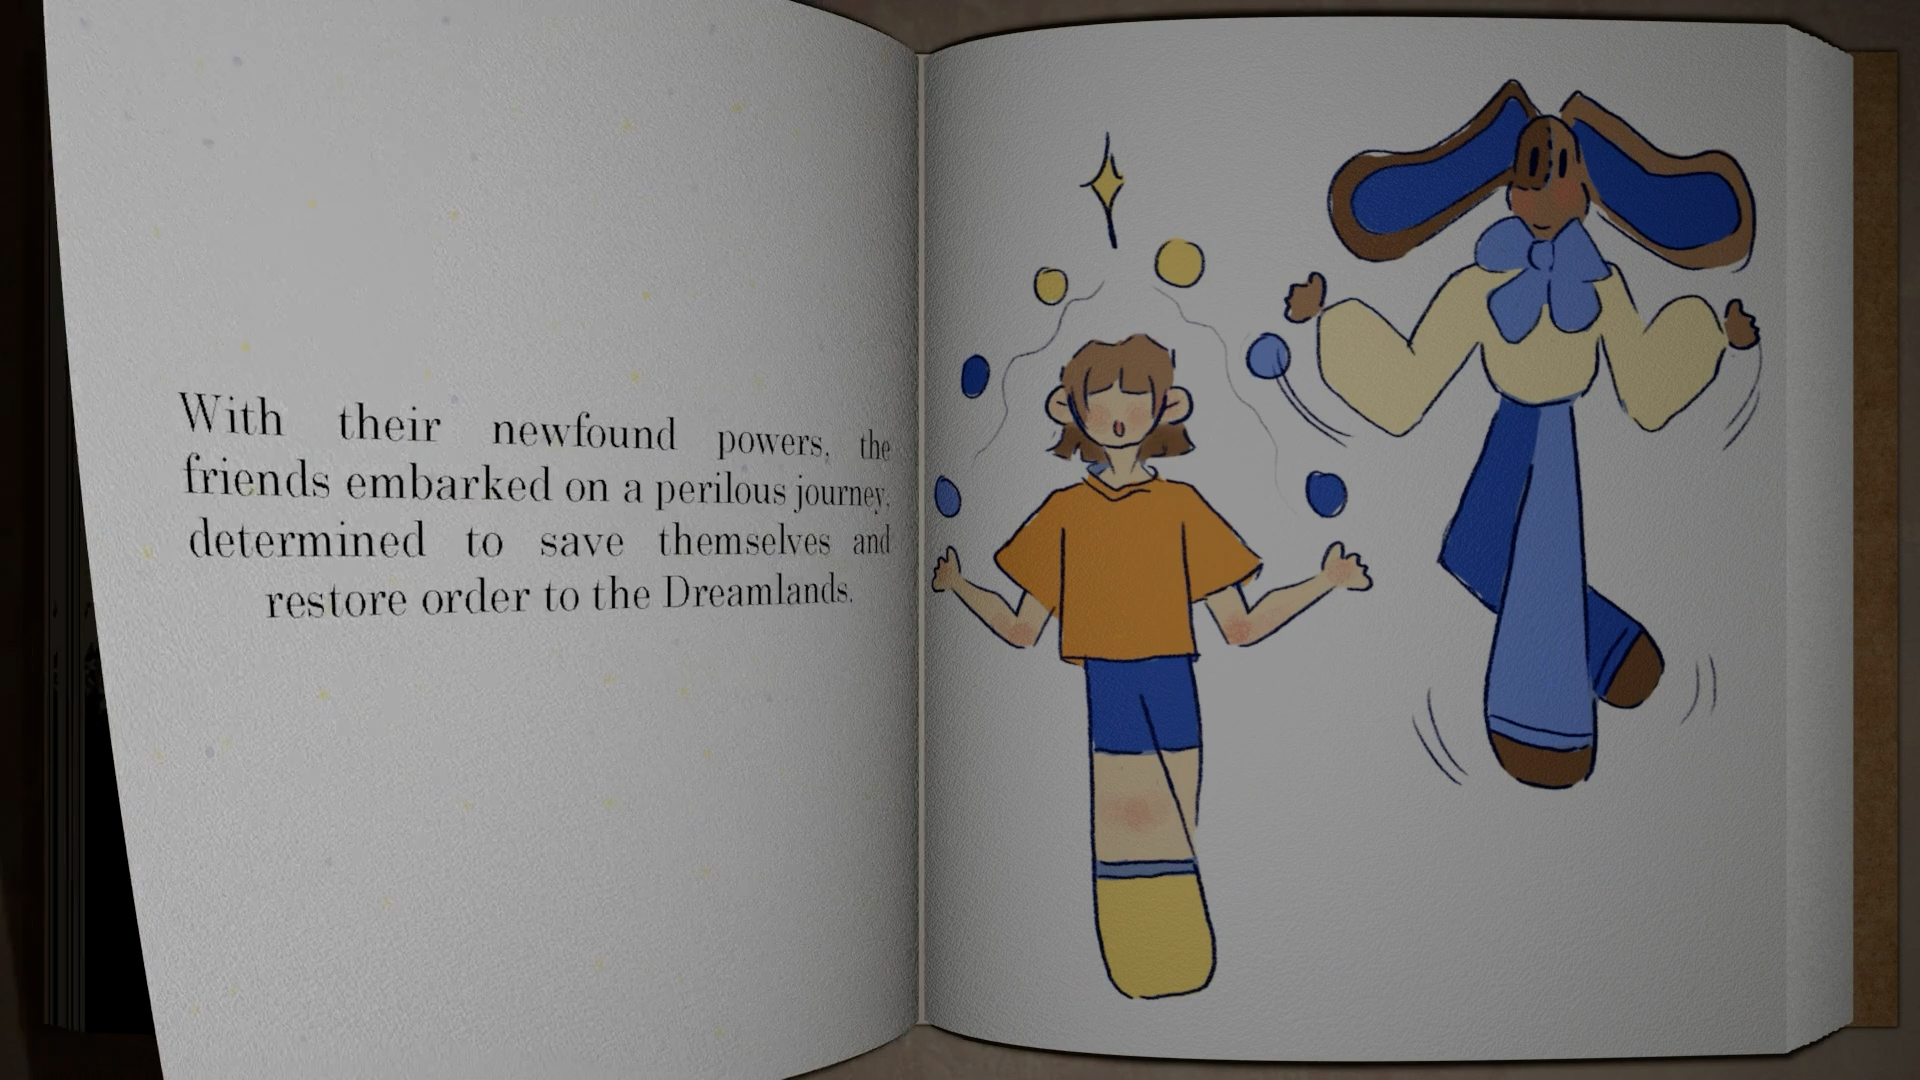 With their newfound powers, the
friends embarked on a perilous journey,
determined to save themselves and
restore order to the Dreamlands.